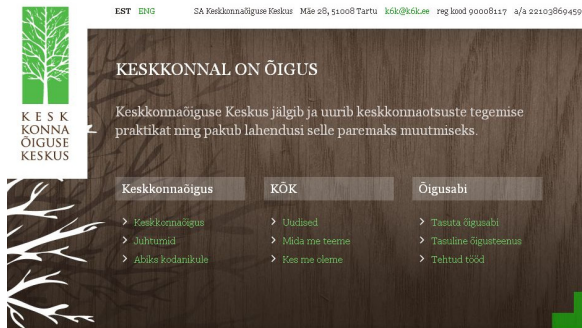 EST ENG SA Keskkonnaõiguse Keskus Mäe 28, 51008 Tartu k6k@k6k.ee reg kood 90008117 a/a 22103869459
KESK
KONNA
ÕIGUSE
KESKUS
KESKKONNAL ON ÕIGUS
Keskkonnaõiguse Keskus jälgib ja uurib keskkonnaotsuste tegemise
praktikat ning pakub lahendusi selle paremaks muutmiseks.
Keskkonnaõigus
> Keskkonnaõigus
> Juhtumid
> Abiks kodanikule
KÕK
> Uudised
> Mida me teeme
> Kes me oleme
Õigusabi
> Tasuta õigusabi
> Tasuline õigusteenus
> Tehtud tööd